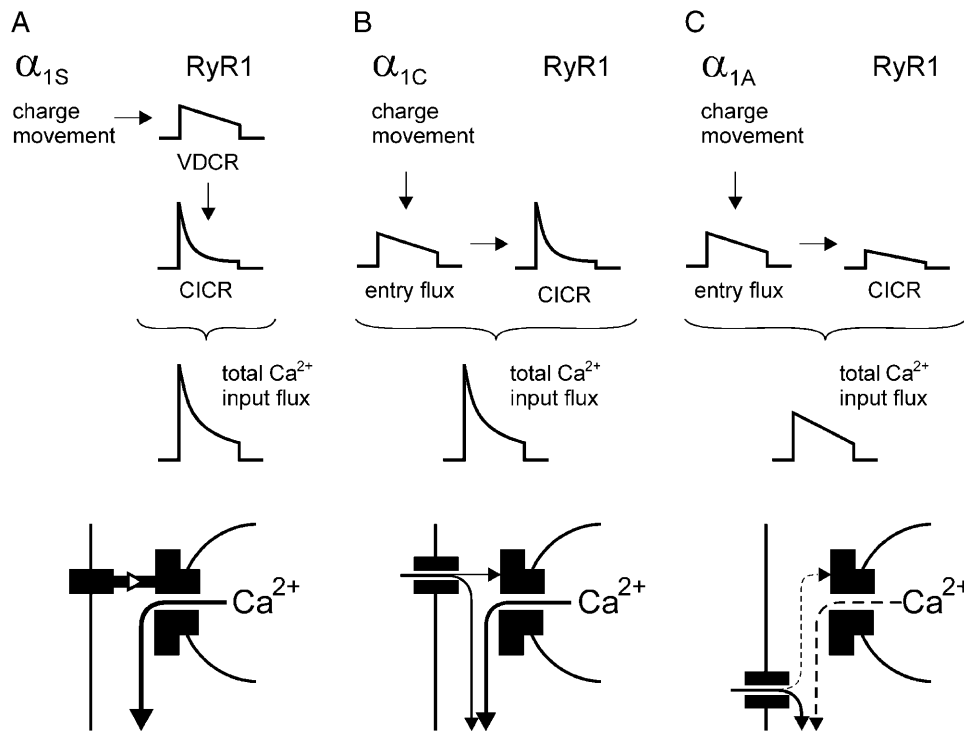 A
α1S RyR1
charge
movement
VDCR
CICR
total Ca2+
input flux
Ca2+
B
α1C RyR1
charge
movement
entry flux
CICR
total Ca2+
input flux
Ca2+
C
α1A RyR1
charge
movement
entry flux
CICR
total Ca2+
input flux
Ca2+